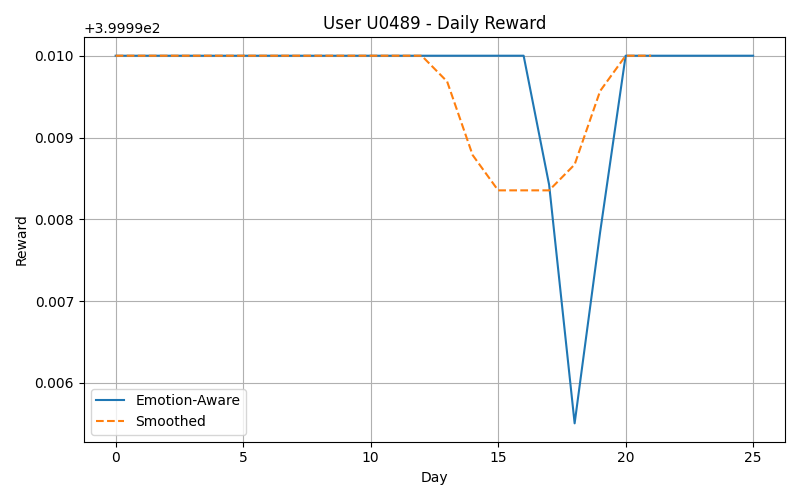 User U0489 - Daily Reward
+3.9999e2
0.010
0.009
0.008
0.007
0.006
Reward
Emotion-Aware
Smoothed
0 5 10 15 20 25
Day